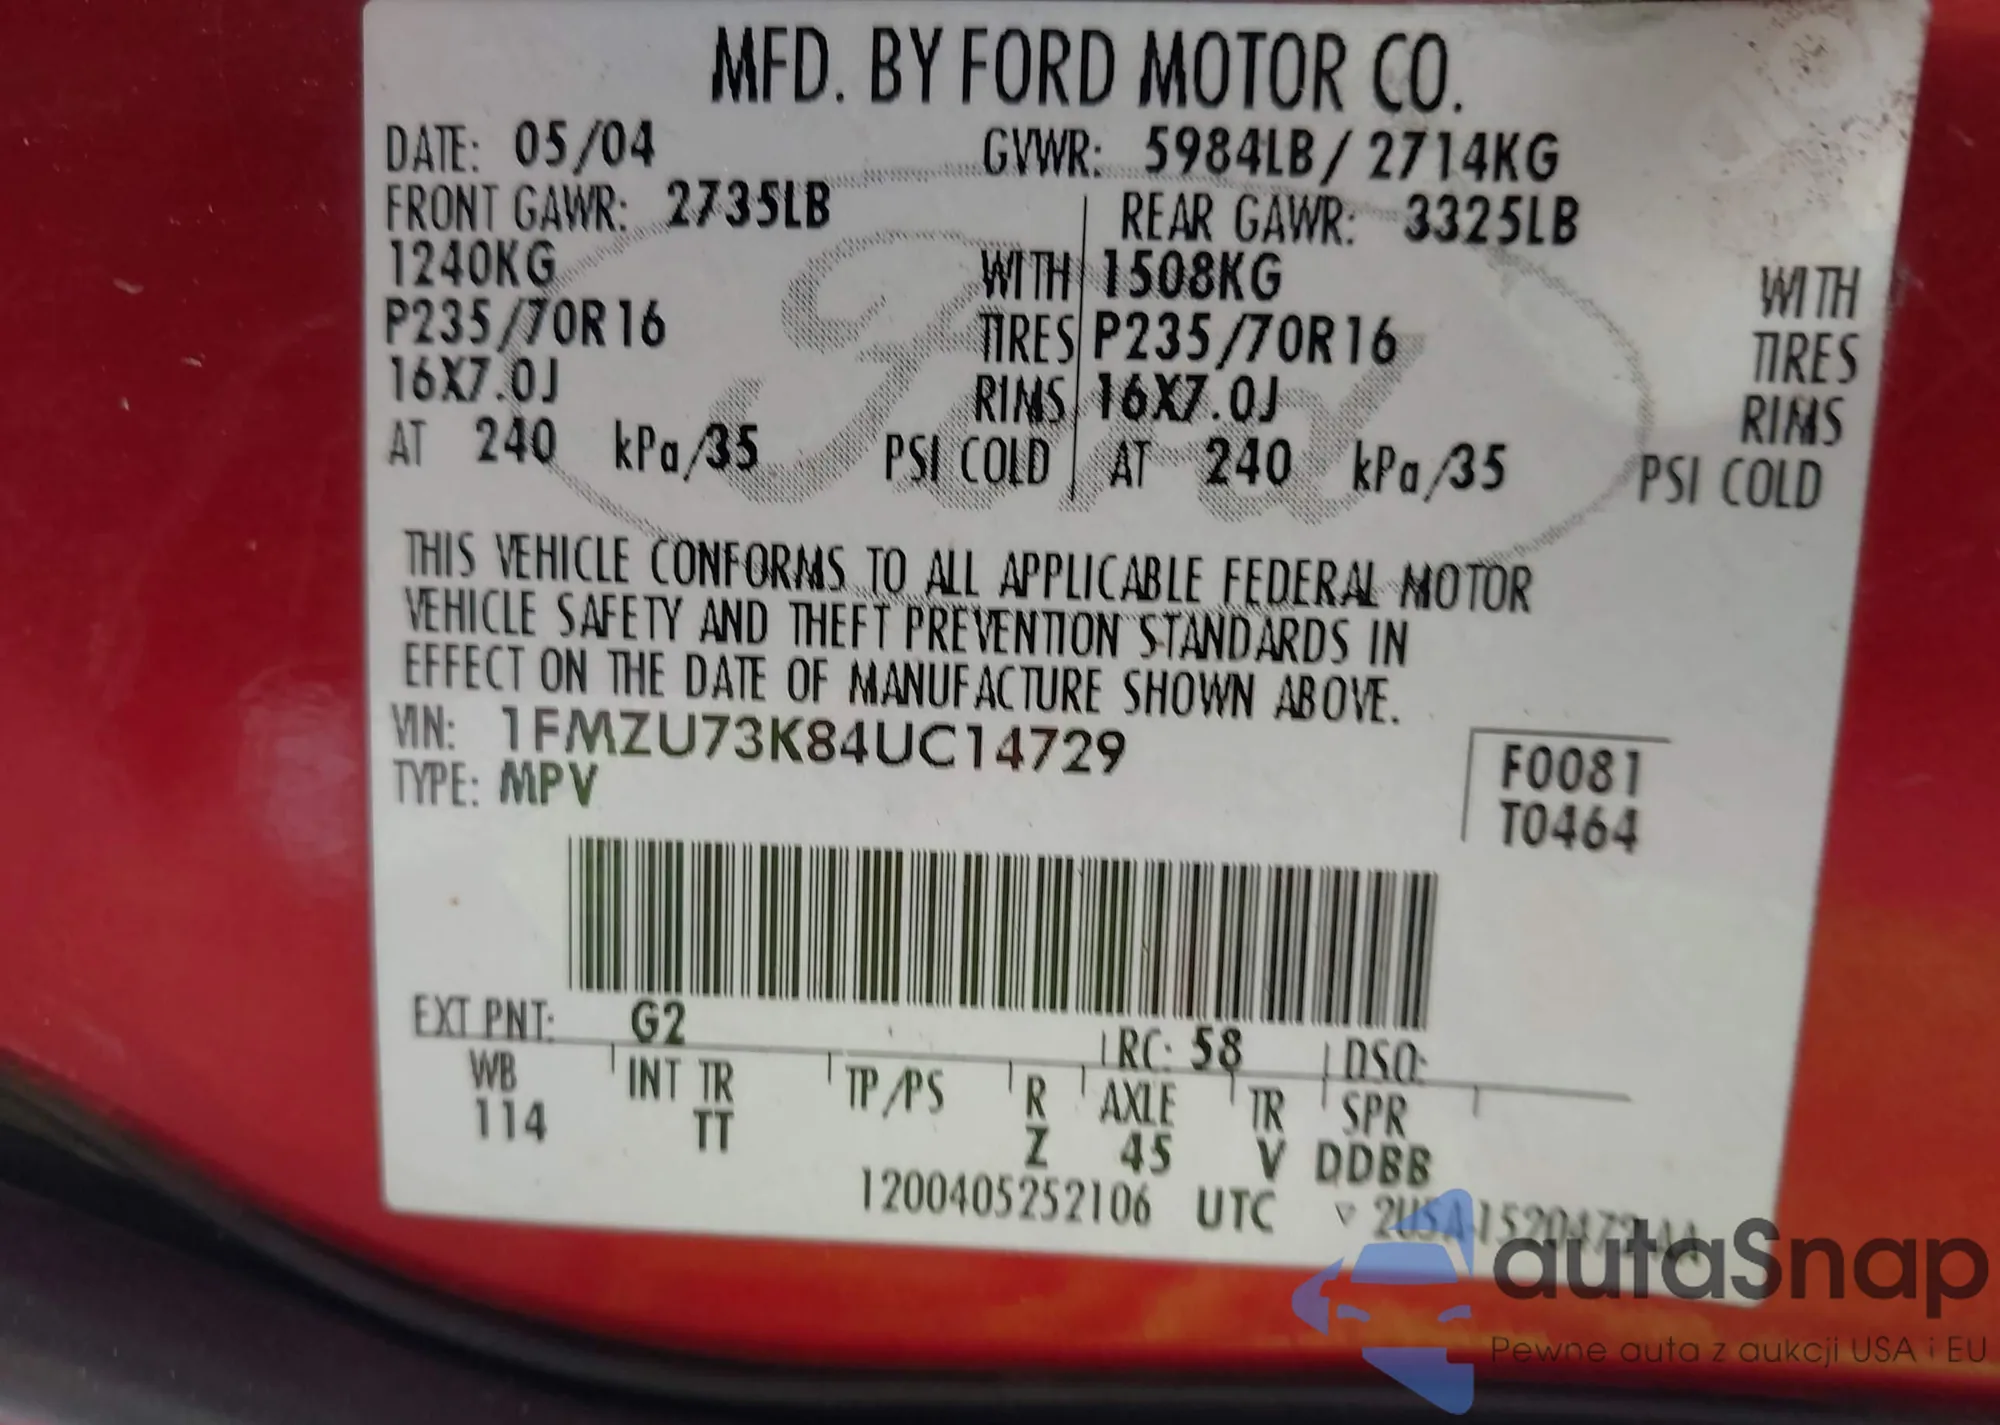 MFD. BY FORD MOTOR CO.
DATE: 05/04 GVWR: 5984LB / 2714KG
FRONT GAWR: 2735LB REAR GAWR: 3325LB
1240KG WITH 1508KG WITH
P235/70R16 TIRES P235/70R16 TIRES
16X7.0J RIMS 16X7.0J RIMS
AT 240 kPa/35 PSI COLD AT 240 kPa/35 PSI COLD
Ford
THIS VEHICLE CONFORMS TO ALL APPLICABLE FEDERAL MOTOR
VEHICLE SAFETY AND THEFT PREVENTION STANDARDS IN
EFFECT ON THE DATE OF MANUFACTURE SHOWN ABOVE.
VIN: 1FMZU73K84UC14729
TYPE: MPV
F0081
T0464
EXT PNT: G2 RC: 58 DSO:
WB INT TR TP/PS R AXLE TR SPR
114 TT Z 45 V DDBB
1200405252106 UTC
autaSnap
Pewne auta z aukcji USA i EU